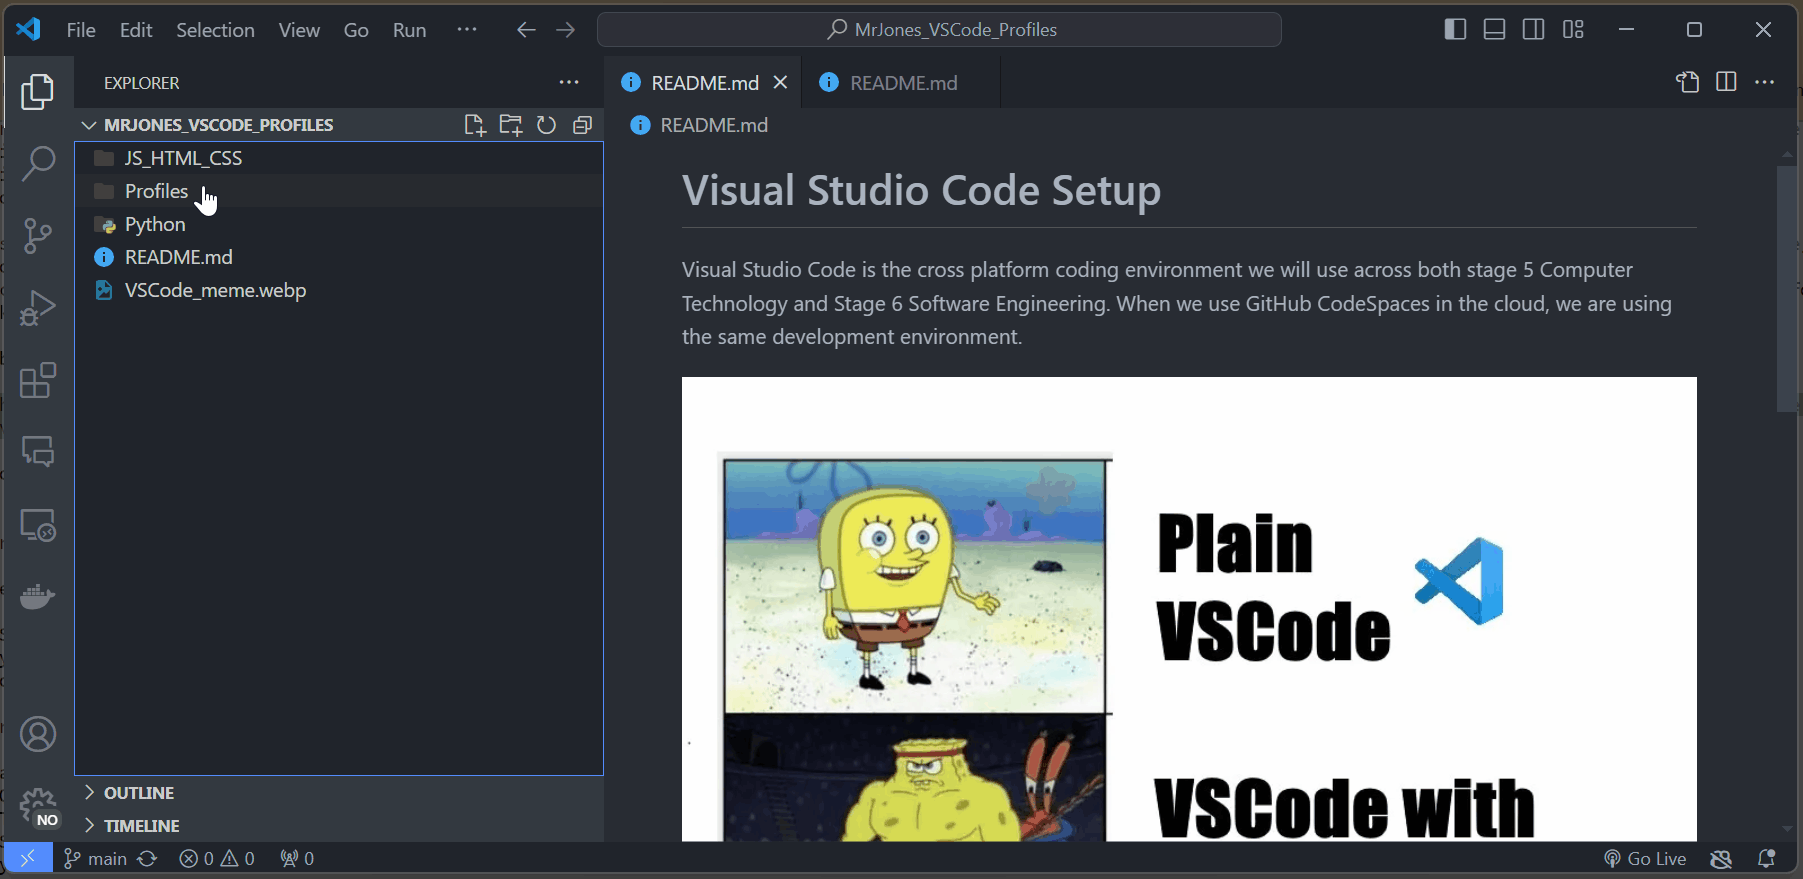 File Edit Selection View Go Run ···
MrJones_VSCode_Profiles
EXPLORER
README.md
README.md
MRJONES_VSCODE_PROFILES
README.md
JS_HTML_CSS
Profiles
Python
README.md
VSCode_meme.webp
Visual Studio Code Setup
Visual Studio Code is the cross platform coding environment we will use across both stage 5 Computer
Technology and Stage 6 Software Engineering. When we use GitHub CodeSpaces in the cloud, we are using
the same development environment.
Plain
VSCode
VSCode with
OUTLINE
TIMELINE
NO
main 0 0 0
Go Live